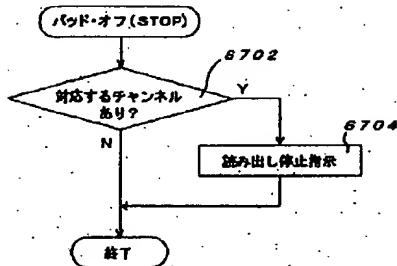 パッド・オフ(STOP)
6702
対応するチャンネル
あり?
Y
N
6704
読み出し停止指示
終了